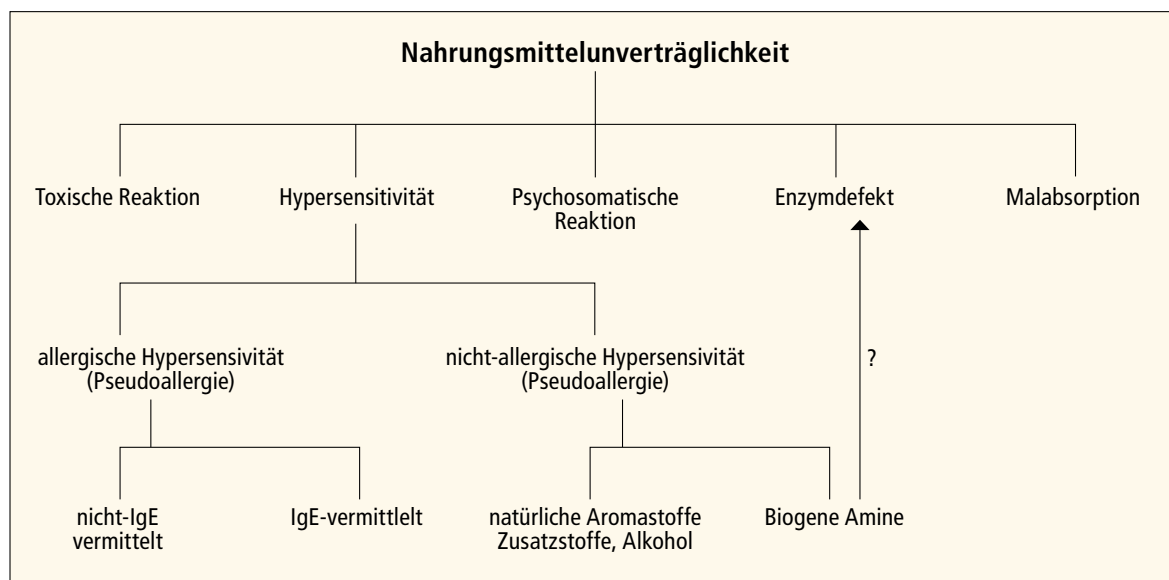 Nahrungsmittelunverträglichkeit
Toxische Reaktion
Hypersensitivität
Psychosomatische
Reaktion
Enzymdefekt
Malabsorption
allergische Hypersensivität
(Pseudoallergie)
nicht-allergische Hypersensivität
(Pseudoallergie)
?
nicht-IgE
vermittelt
IgE-vermittlelt
natürliche Aromastoffe
Zusatzstoffe, Alkohol
Biogene Amine